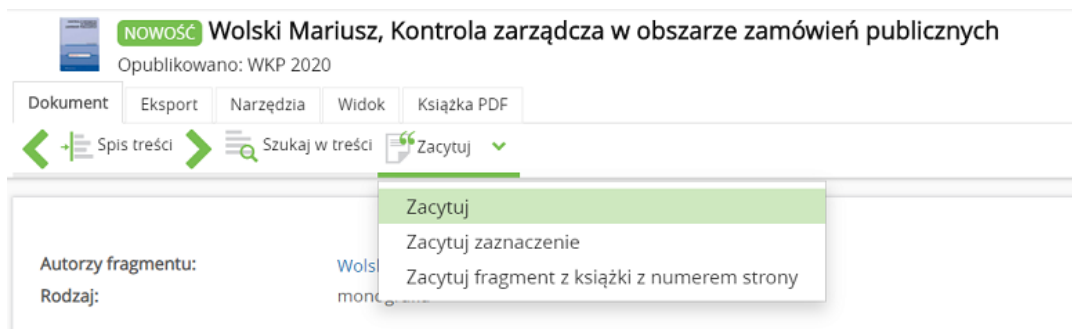 NOWOŚĆ Wolski Mariusz, Kontrola zarządcza w obszarze zamówień publicznych
Opublikowano: WKP 2020
Dokument Eksport Narzędzia Widok Książka PDF
Spis treści Szukaj w treści Zacytuj
Zacytuj
Zacytuj zaznaczenie
Zacytuj fragment z książki z numerem strony
Autorzy fragmentu:
Rodzaj: